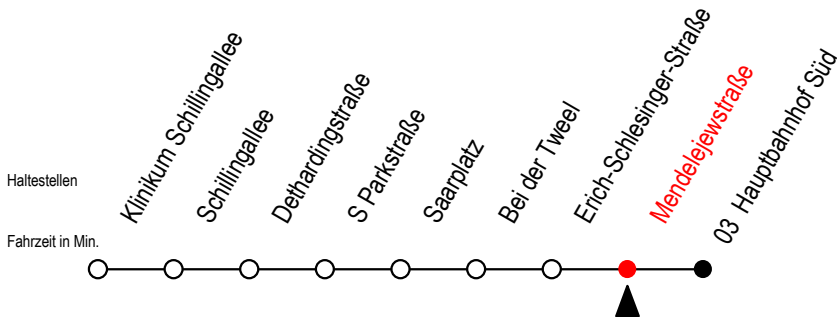 Haltestellen
Fahrzeit in Min.
Klinikum Schillingallee
Schillingallee
Dethardingstraße
S Parkstraße
Saarplatz
Bei der Tweel
Erich-Schlesinger-Straße
Mendelejewstraße
03 Hauptbahnhof Süd